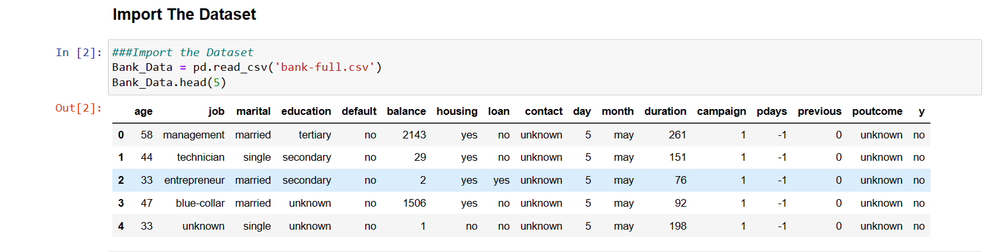 Import The Dataset
In [2]: ###Import the Dataset
Bank_Data = pd.read_csv('bank-full.csv')
Bank_Data.head(5)
Out[2]:
age job marital education default balance housing loan contact day month duration campaign pdays previous poutcome y
0 58 management married tertiary no 2143 yes no unknown 5 may 261 1 -1 0 unknown no
1 44 technician single secondary no 29 yes no unknown 5 may 151 1 -1 0 unknown no
2 33 entrepreneur married secondary no 2 yes yes unknown 5 may 76 1 -1 0 unknown no
3 47 blue-collar married unknown no 1506 yes no unknown 5 may 92 1 -1 0 unknown no
4 33 unknown single unknown no 1 no no unknown 5 may 198 1 -1 0 unknown no